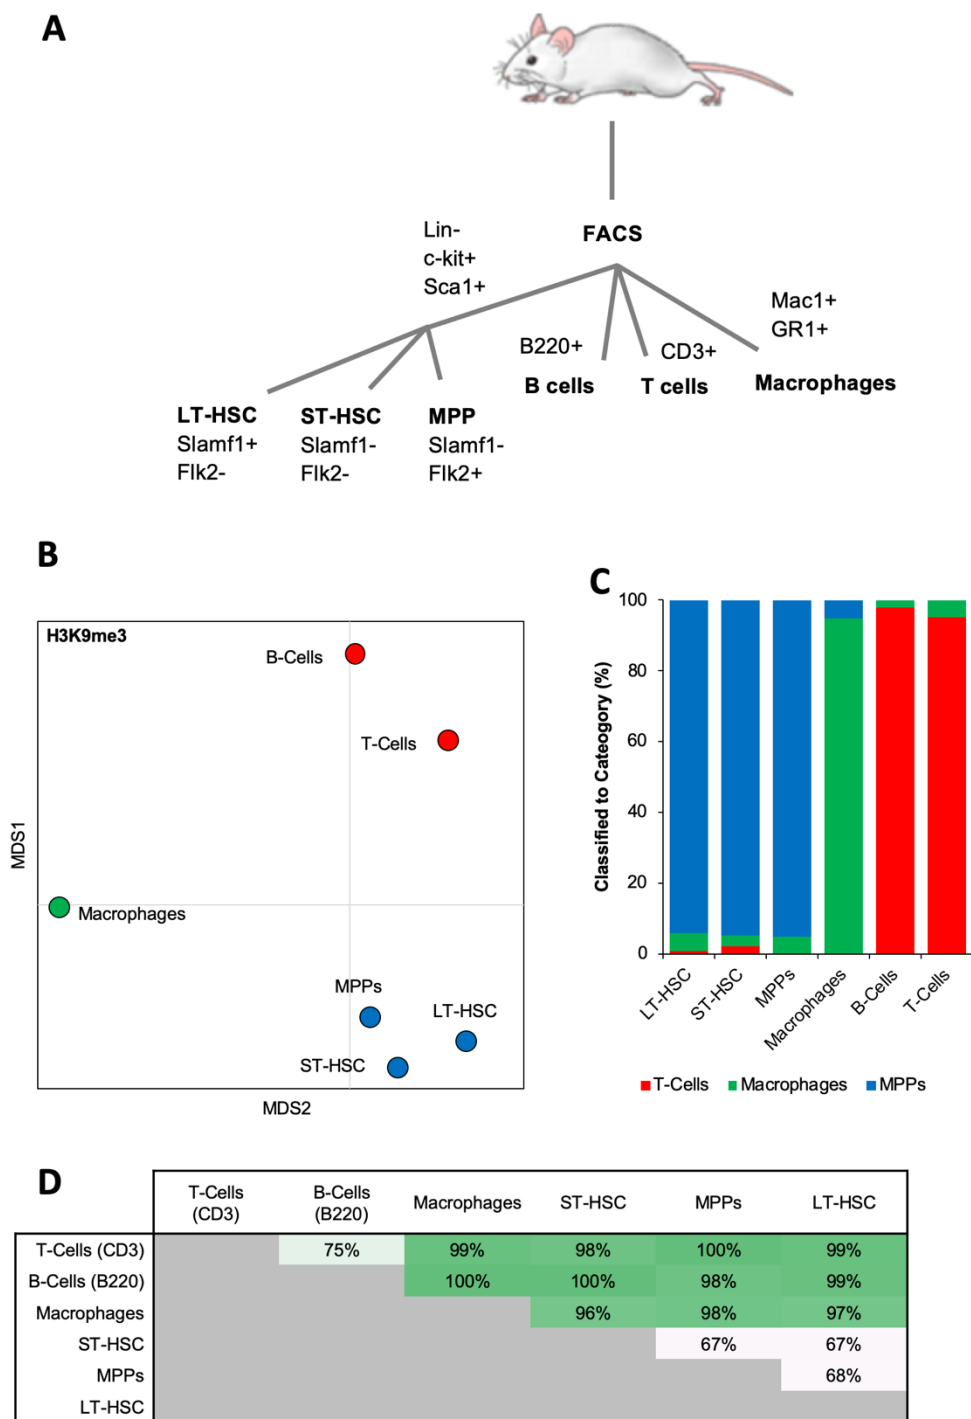 A
FACS
Lin-
c-kit+
Sca1+
Mac1+
GR1+
B220+
CD3+
B cells
T cells
Macrophages
LT-HSC
Slamf1+
Flk2-
ST-HSC
Slamf1-
Flk2-
MPP
Slamf1-
Flk2+
B
H3K9me3
B-Cells
T-Cells
Macrophages
MPPs
LT-HSC
ST-HSC
MDS1
MDS2
C
Classified to Cateogory (%)
100
80
60
40
20
0
LT-HSC
ST-HSC
MPPs
Macrophages
B-Cells
T-Cells
T-Cells Macrophages MPPs
D
T-Cells (CD3) B-Cells (B220) Macrophages ST-HSC MPPs LT-HSC
T-Cells (CD3) 75% 99% 98% 100% 99%
B-Cells (B220) 100% 100% 98% 99%
Macrophages 96% 98% 97%
ST-HSC 67% 67%
MPPs 68%
LT-HSC